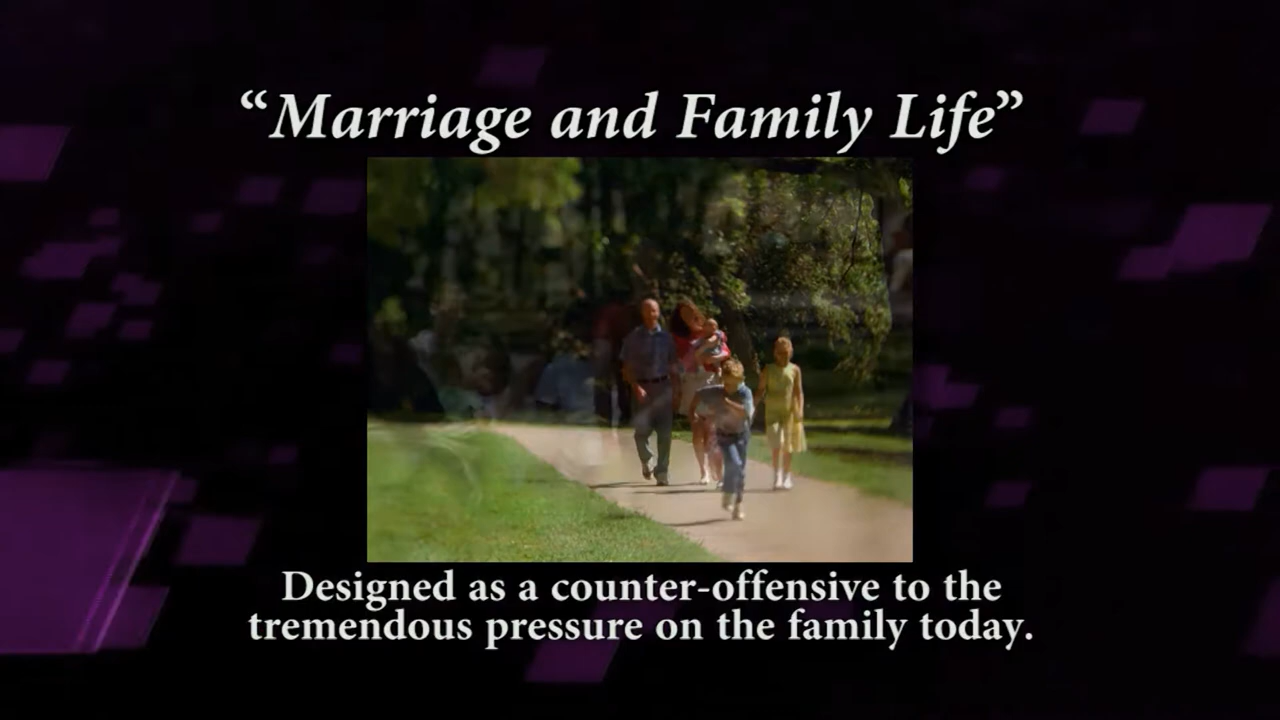 “Marriage and Family Life”
Designed as a counter-offensive to the
tremendous pressure on the family today.